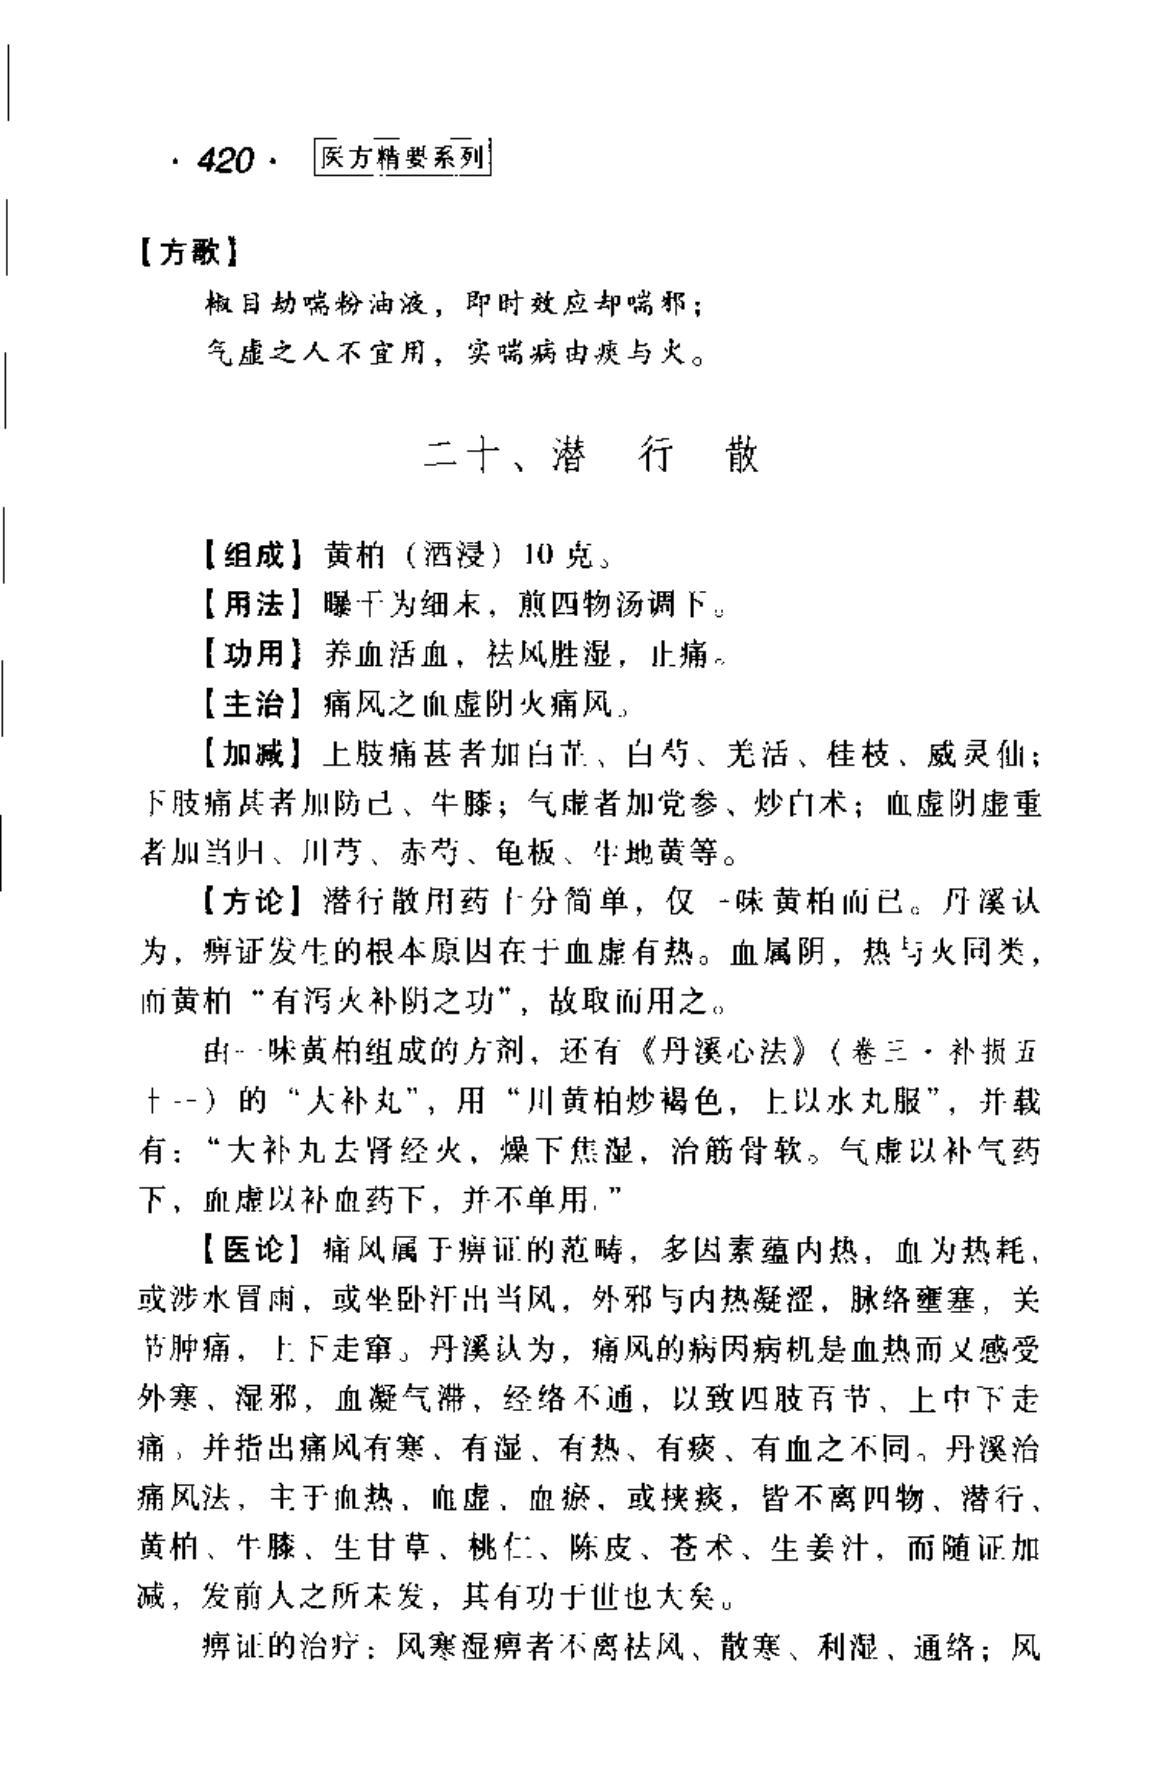 · 420 · 医方精要系列
【方歌】
椒目劫喘粉油液，即时效应却喘邪；
气虚之人不宜用，实喘病由痰与火。
二十、潜 行 散
【组成】黄柏（酒浸）10 克。
【用法】曝干为细末，煎四物汤调下。
【功用】养血活血，祛风胜湿，止痛。
【主治】痛风之血虚阴火痛风。
【加减】上肢痛甚者加白芷、白芍、羌活、桂枝、威灵仙；
下肢痛甚者加防己、牛膝；气虚者加党参、炒白术；血虚阴虚重
者加当归、川芎、赤芍、龟板、生地黄等。
【方论】潜行散用药十分简单，仅一味黄柏而已。丹溪认
为，痹证发生的根本原因在于血虚有热。血属阴，热与火同类，
而黄柏“有泻火补阴之功”，故取而用之。
由一味黄柏组成的方剂，还有《丹溪心法》（卷三·补损五
十一）的“大补丸”，用“川黄柏炒褐色，上以水丸服”，并载
有：“大补丸去肾经火，燥下焦湿，治筋骨软。气虚以补气药
下，血虚以补血药下，并不单用。”
【医论】痛风属于痹证的范畴，多因素蕴内热，血为热耗，
或涉水冒雨，或坐卧汗出当风，外邪与内热凝涩，脉络壅塞，关
节肿痛，上下走窜。丹溪认为，痛风的病因病机是血热而又感受
外寒、湿邪，血凝气滞，经络不通，以致四肢百节、上中下走
痛，并指出痛风有寒、有湿、有热、有痰、有血之不同。丹溪治
痛风法，主于血热、血虚、血瘀，或挟痰，皆不离四物、潜行、
黄柏、牛膝、生甘草、桃仁、陈皮、苍术、生姜汁，而随证加
减，发前人之所未发，其有功于世也大矣。
痹证的治疗：风寒湿痹者不离祛风、散寒、利湿、通络；风